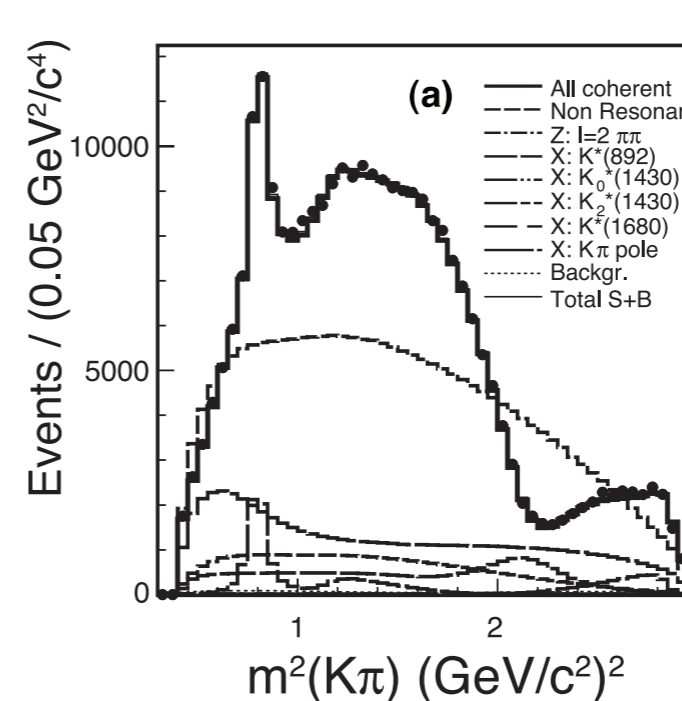 Events / (0.05 GeV²/c⁴)
10000
5000
0
(a)
All coherent
Non Resonar
Z: I=2 ππ
X: K*(892)
X: K₀*(1430)
X: K₂*(1430)
X: K*(1680)
X: Kπ pole
Backgr.
Total S+B
1 2
m²(Kπ) (GeV/c²)²